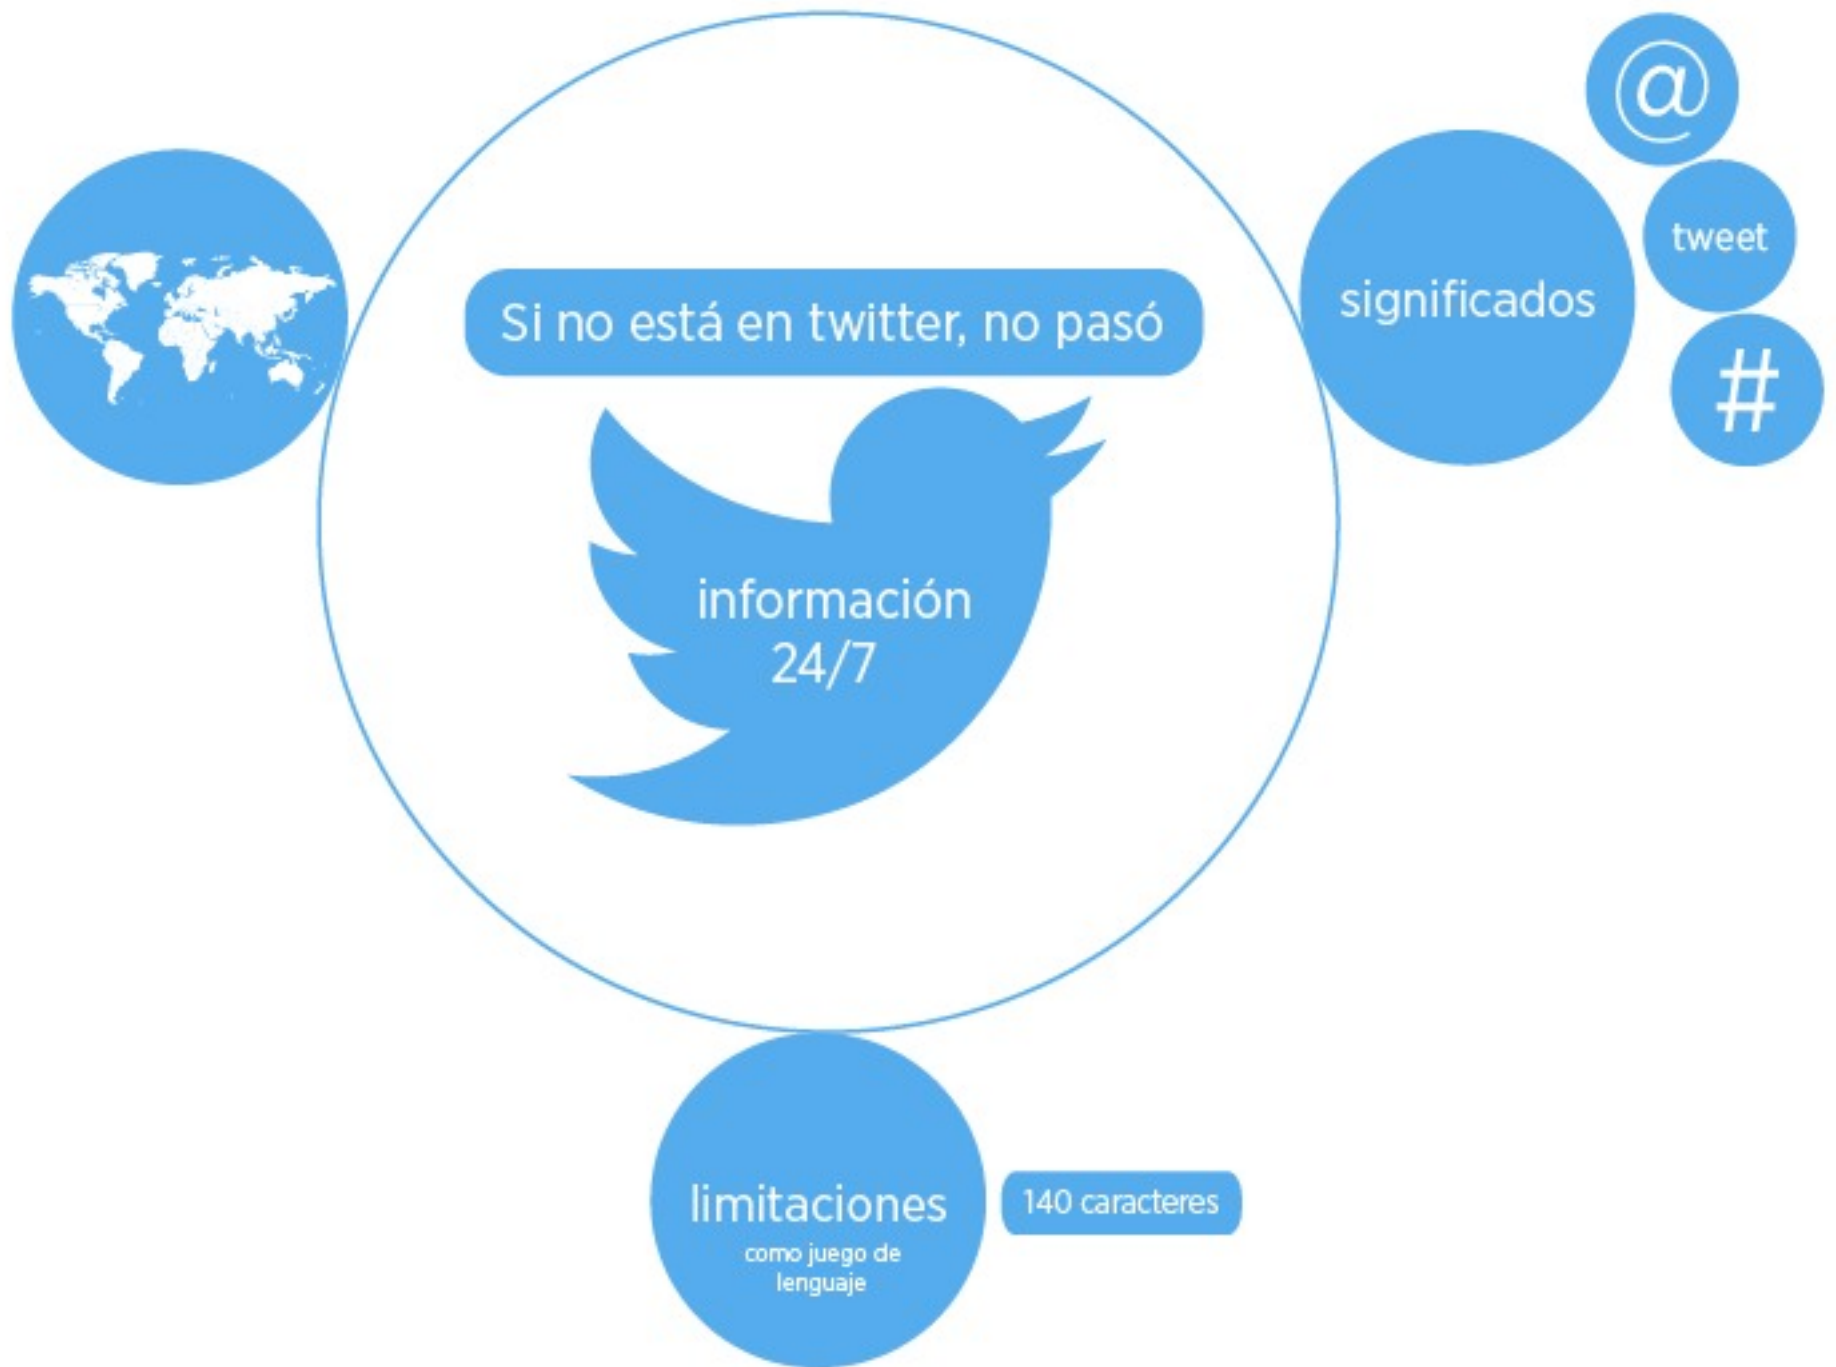 @
tweet
significados
#
Si no está en twitter, no pasó
información
24/7
limitaciones
como juego de
lenguaje
140 caracteres